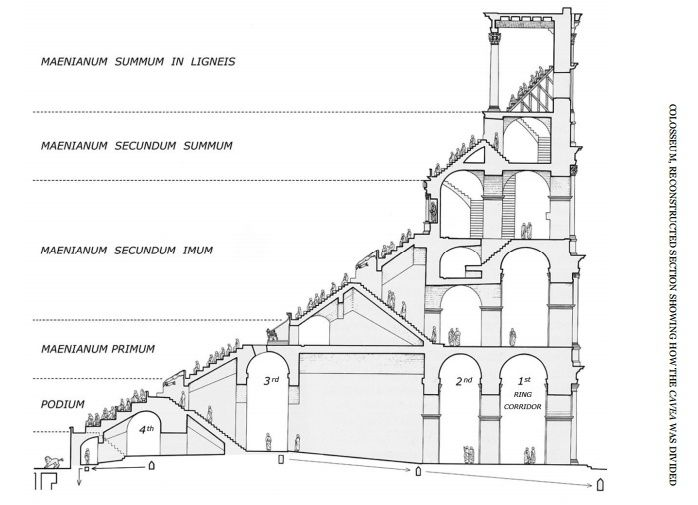 MAENIANUM SUMMUM IN LIGNEIS
MAENIANUM SECUNDUM SUMMUM
MAENIANUM SECUNDUM IMUM
MAENIANUM PRIMUM
PODIUM
4th
3rd
2nd
1st
RING
CORRIDOR
COLOSSEUM, RECONSTRUCTED SECTION SHOWING HOW THE CAVEA WAS DIVIDED